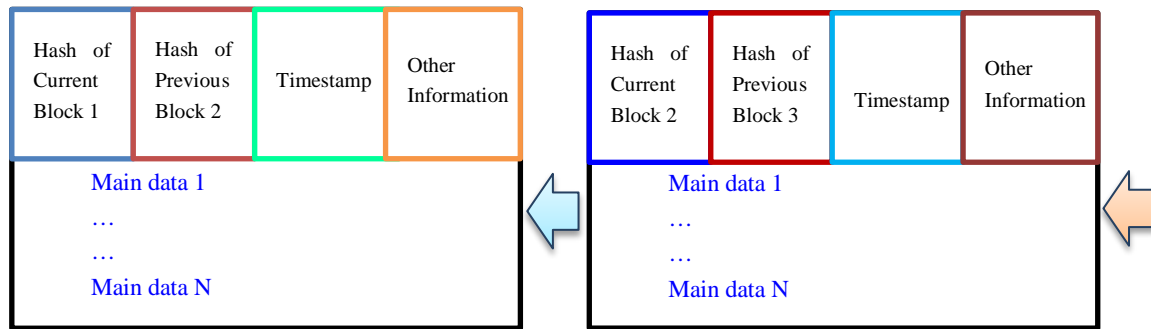 Hash of
Current
Block 1
Hash of
Previous
Block 2
Timestamp
Other
Information
Main data 1
…
…
Main data N
Hash of
Current
Block 2
Hash of
Previous
Block 3
Timestamp
Other
Information
Main data 1
…
…
Main data N